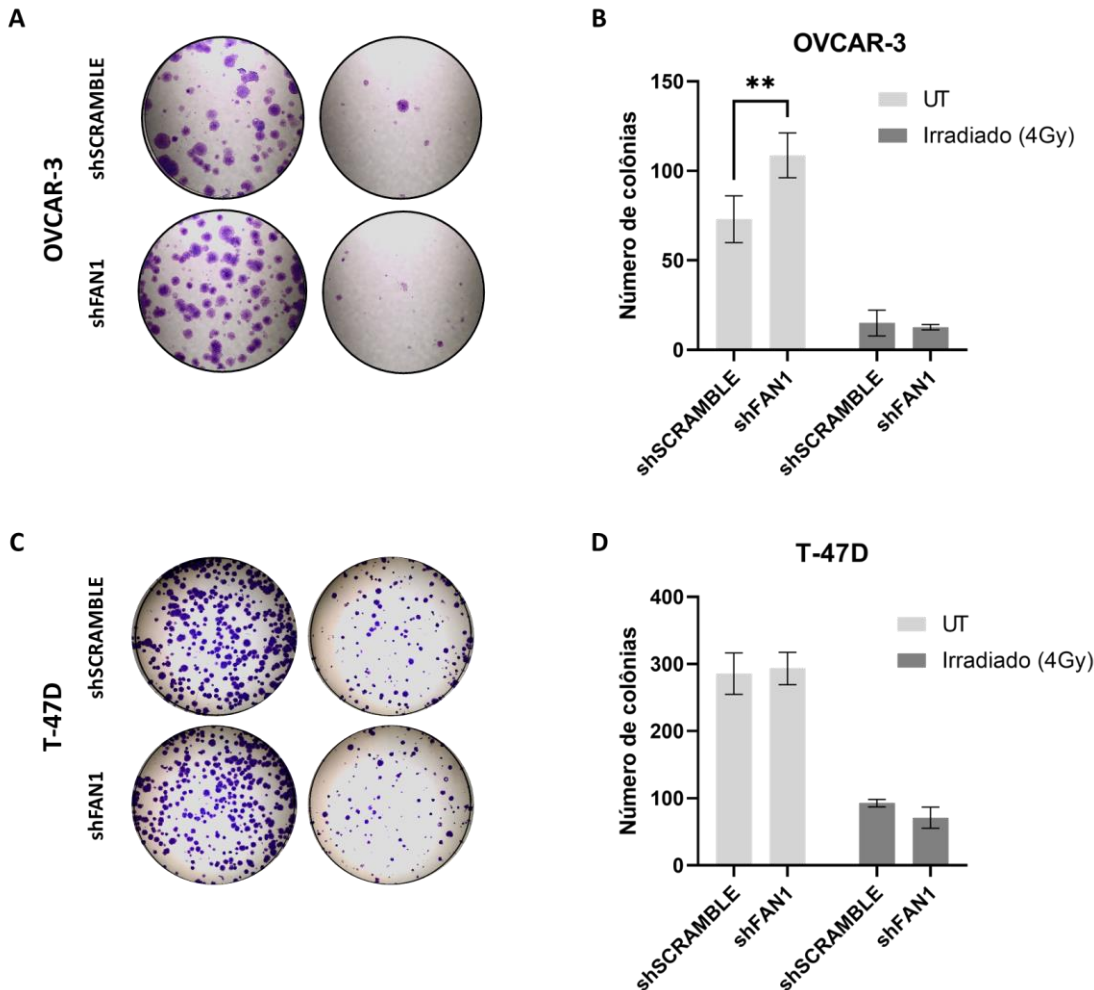 A
shSCRAMBLE
OVCAR-3
shFAN1
B
OVCAR-3
**
UT
Irradiado (4Gy)
Número de colônias
150
100
50
0
shSCRAMBLE
shFAN1
shSCRAMBLE
shFAN1
C
shSCRAMBLE
T-47D
shFAN1
D
T-47D
UT
Irradiado (4Gy)
Número de colônias
400
300
200
100
0
shSCRAMBLE
shFAN1
shSCRAMBLE
shFAN1